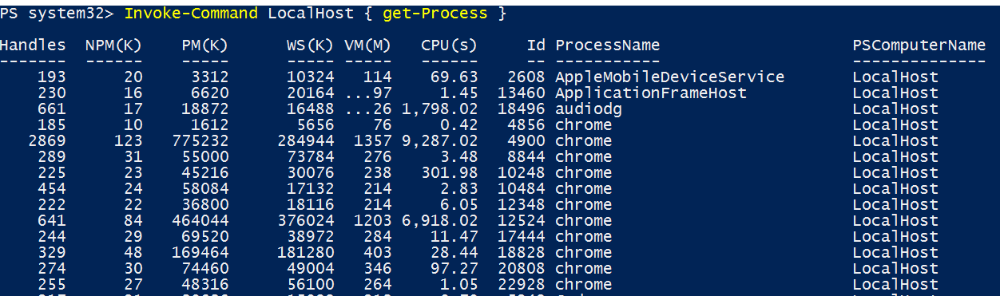 PS system32> Invoke-Command LocalHost { get-Process }
Handles NPM(K) PM(K) WS(K) VM(M) CPU(s) Id ProcessName PSComputerName
------- ------ ----- ----- ----- ------ -- ----------- --------------
193 20 3312 10324 114 69.63 2608 AppleMobileDeviceService LocalHost
230 16 6620 20164 ...97 1.45 13460 ApplicationFrameHost LocalHost
661 17 18872 16488 ...26 1,798.02 18496 audiodg LocalHost
185 10 1612 5656 76 0.42 4856 chrome LocalHost
2869 123 775232 284944 1357 9,287.02 4900 chrome LocalHost
289 31 55000 73784 276 3.48 8844 chrome LocalHost
225 23 45216 30076 238 301.98 10248 chrome LocalHost
454 24 58084 17132 214 2.83 10484 chrome LocalHost
222 22 36800 18116 214 6.05 12348 chrome LocalHost
641 84 464044 376024 1203 6,918.02 12524 chrome LocalHost
244 29 69520 38972 284 11.47 17444 chrome LocalHost
329 48 169464 181280 403 28.44 18828 chrome LocalHost
274 30 74460 49004 346 97.27 20808 chrome LocalHost
255 27 48316 56100 264 1.05 22928 chrome LocalHost